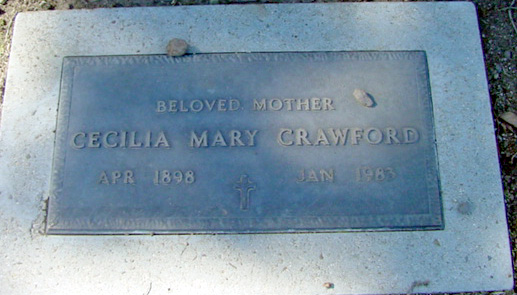 BELOVED MOTHER
CECILIA MARY CRAWFORD
APR 1898 JAN 1983